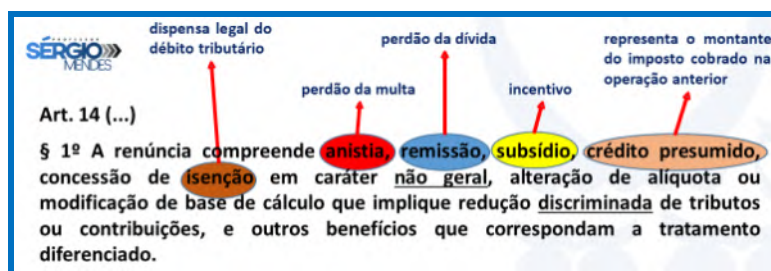 PROFESSOR
SÉRGIO
MENDES
dispensa legal do
débito tributário
perdão da dívida
representa o montante
do imposto cobrado na
operação anterior
perdão da multa
incentivo
Art. 14 (...)
§ 1º A renúncia compreende anistia, remissão, subsídio, crédito presumido,
concessão de isenção em caráter não geral, alteração de alíquota ou
modificação de base de cálculo que implique redução discriminada de tributos
ou contribuições, e outros benefícios que correspondam a tratamento
diferenciado.